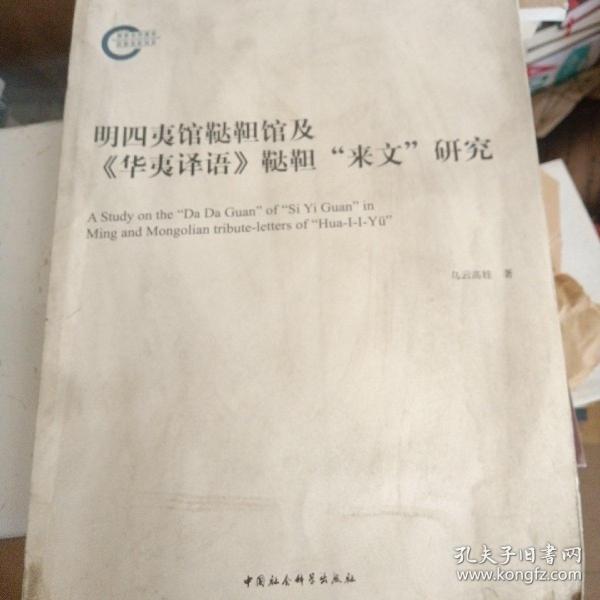 明四夷馆鞑靼馆及
《华夷译语》鞑靼“来文”研究
A Study on the “Da Da Guan” of “Si Yi Guan” in
Ming and Mongolian tribute-letters of “Hua-I-I-Yü”
乌云高娃 著
中国社会科学出版社
孔夫子旧书网
www.kongfz.com